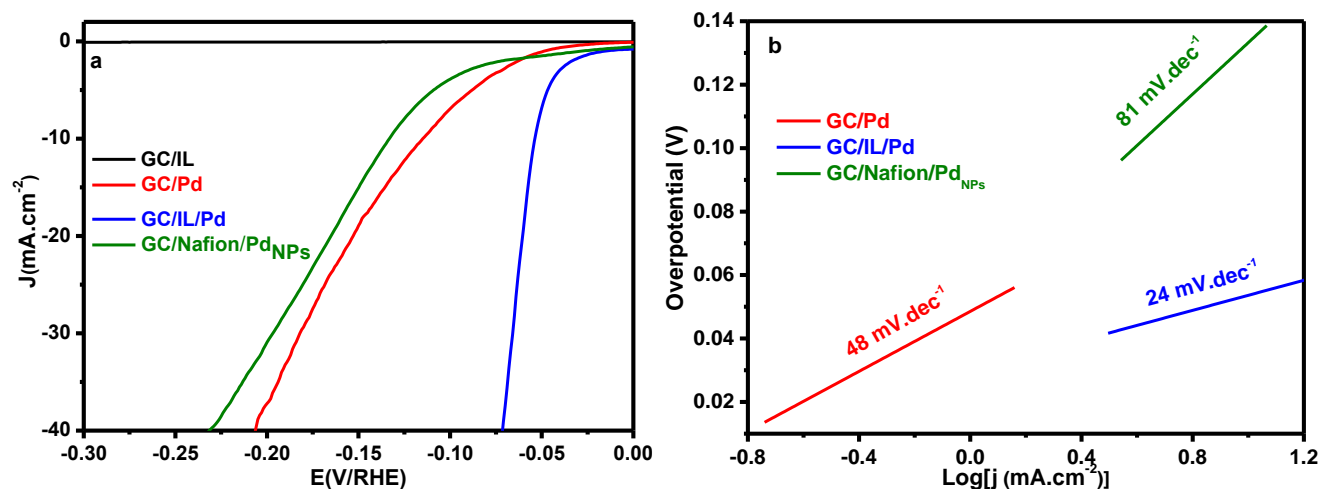 a
0
-10
-20
-30
-40
J(mA.cm⁻²)
GC/IL
GC/Pd
GC/IL/Pd
GC/Nafion/PdNPs
-0.30
-0.25
-0.20
-0.15
-0.10
-0.05
0.00
E(V/RHE)
b
0.14
0.12
0.10
0.08
0.06
0.04
0.02
Overpotential (V)
GC/Pd
GC/IL/Pd
GC/Nafion/PdNPs
81 mV.dec⁻¹
24 mV.dec⁻¹
48 mV.dec⁻¹
-0.8
-0.4
0.0
0.4
0.8
1.2
Log[j (mA.cm⁻²)]